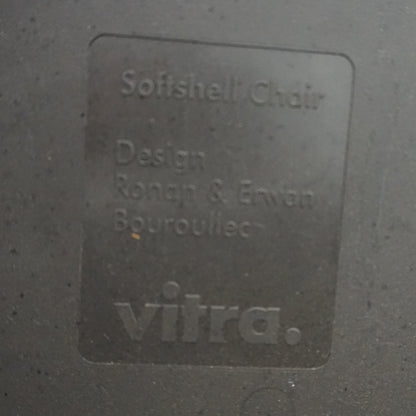 Softshell Chair
Design
Ronan & Erwan
Bouroullec
vitra.